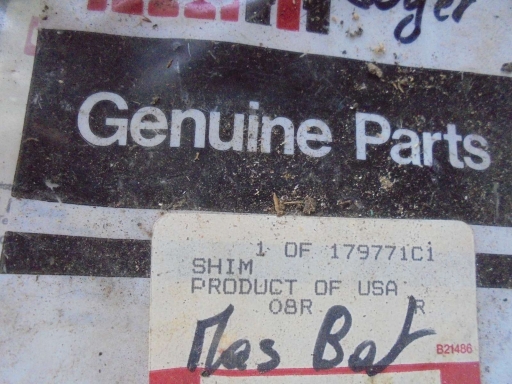 Genuine Parts
1 OF 179771C1
SHIM
PRODUCT OF USA
08R R
B21486